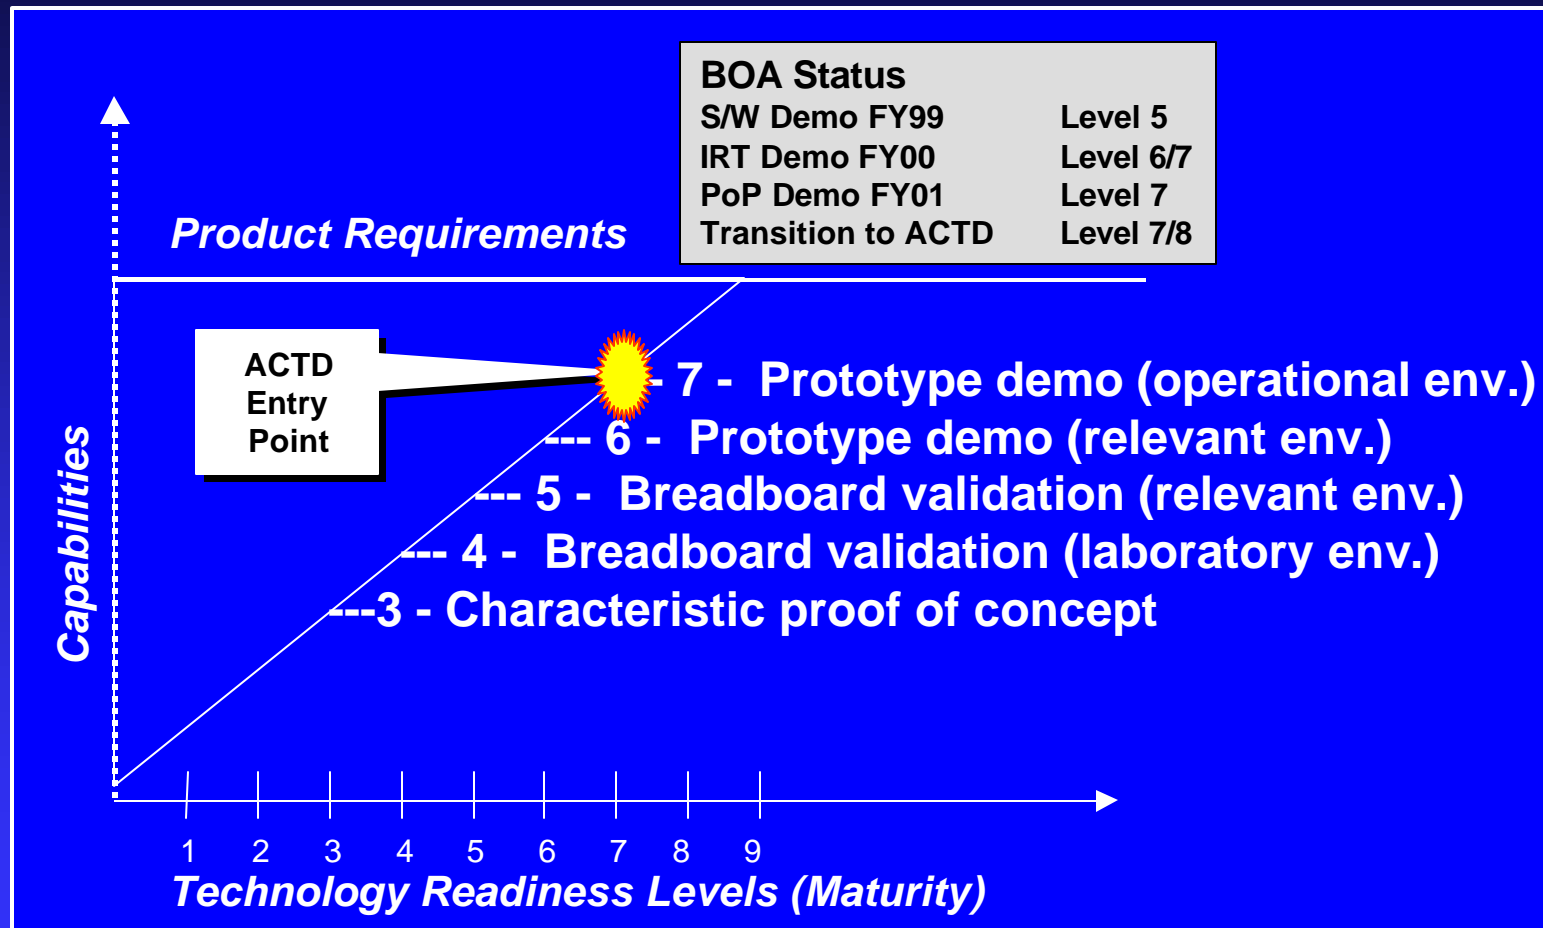 BOA Status
S/W Demo FY99 Level 5
IRT Demo FY00 Level 6/7
PoP Demo FY01 Level 7
Transition to ACTD Level 7/8
Product Requirements
ACTD
Entry
Point
- 7 - Prototype demo (operational env.)
--- 6 - Prototype demo (relevant env.)
--- 5 - Breadboard validation (relevant env.)
--- 4 - Breadboard validation (laboratory env.)
---3 - Characteristic proof of concept
Capabilities
1 2 3 4 5 6 7 8 9
Technology Readiness Levels (Maturity)